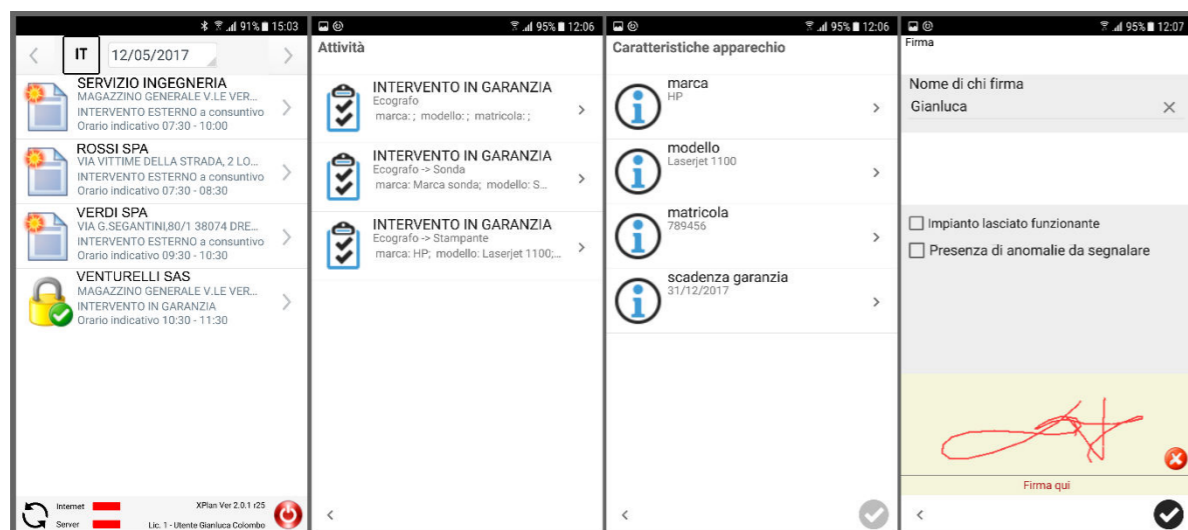 91% 15:03
IT 12/05/2017
SERVIZIO INGEGNERIA
MAGAZZINO GENERALE V.LE VER...
INTERVENTO ESTERNO a consuntivo
Orario indicativo 07:30 - 10:00
ROSSI SPA
VIA VITTIME DELLA STRADA, 2 LO...
INTERVENTO ESTERNO a consuntivo
Orario indicativo 07:30 - 08:30
VERDI SPA
VIA G.SEGANTINI,80/1 38074 DRE...
INTERVENTO ESTERNO a consuntivo
Orario indicativo 09:30 - 10:30
VENTURELLI SAS
MAGAZZINO GENERALE V.LE VER...
INTERVENTO IN GARANZIA
Orario indicativo 10:30 - 11:30
Internet XPlan Ver 2.0.1 r25
Server Lic. 1 - Utente Gianluca Colombo
95% 12:06
Attività
INTERVENTO IN GARANZIA
Ecografo
marca: ; modello: ; matricola: ;
INTERVENTO IN GARANZIA
Ecografo -> Sonda
marca: Marca sonda; modello: S...
INTERVENTO IN GARANZIA
Ecografo -> Stampante
marca: HP; modello: Laserjet 1100;...
95% 12:06
Caratteristiche apparechio
marca
HP
modello
Laserjet 1100
matricola
789456
scadenza garanzia
31/12/2017
95% 12:07
Firma
Nome di chi firma
Gianluca
Impianto lasciato funzionante
Presenza di anomalie da segnalare
Firma qui